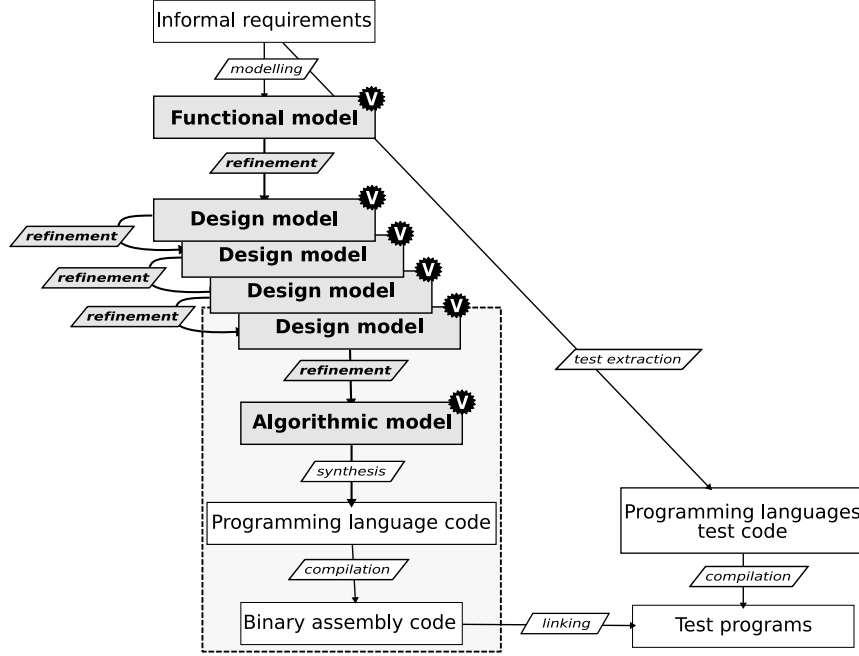 Informal requirements
modelling
V
Functional model
refinement
V
Design model
refinement
V
Design model
refinement
V
Design model
refinement
V
Design model
refinement
test extraction
V
Algorithmic model
synthesis
Programming language code
Programming languages
test code
compilation
compilation
Binary assembly code
linking
Test programs